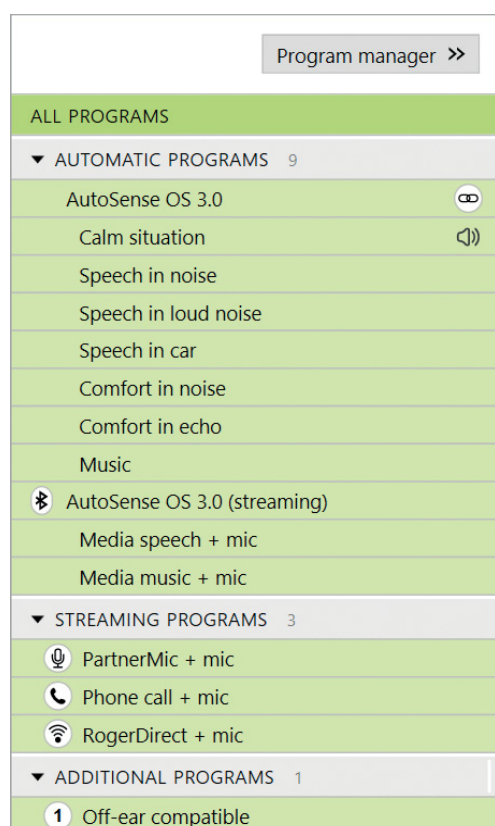 Program manager >>
ALL PROGRAMS
AUTOMATIC PROGRAMS 9
AutoSense OS 3.0
Calm situation
Speech in noise
Speech in loud noise
Speech in car
Comfort in noise
Comfort in echo
Music
AutoSense OS 3.0 (streaming)
Media speech + mic
Media music + mic
STREAMING PROGRAMS 3
PartnerMic + mic
Phone call + mic
RogerDirect + mic
ADDITIONAL PROGRAMS 1
1 Off-ear compatible